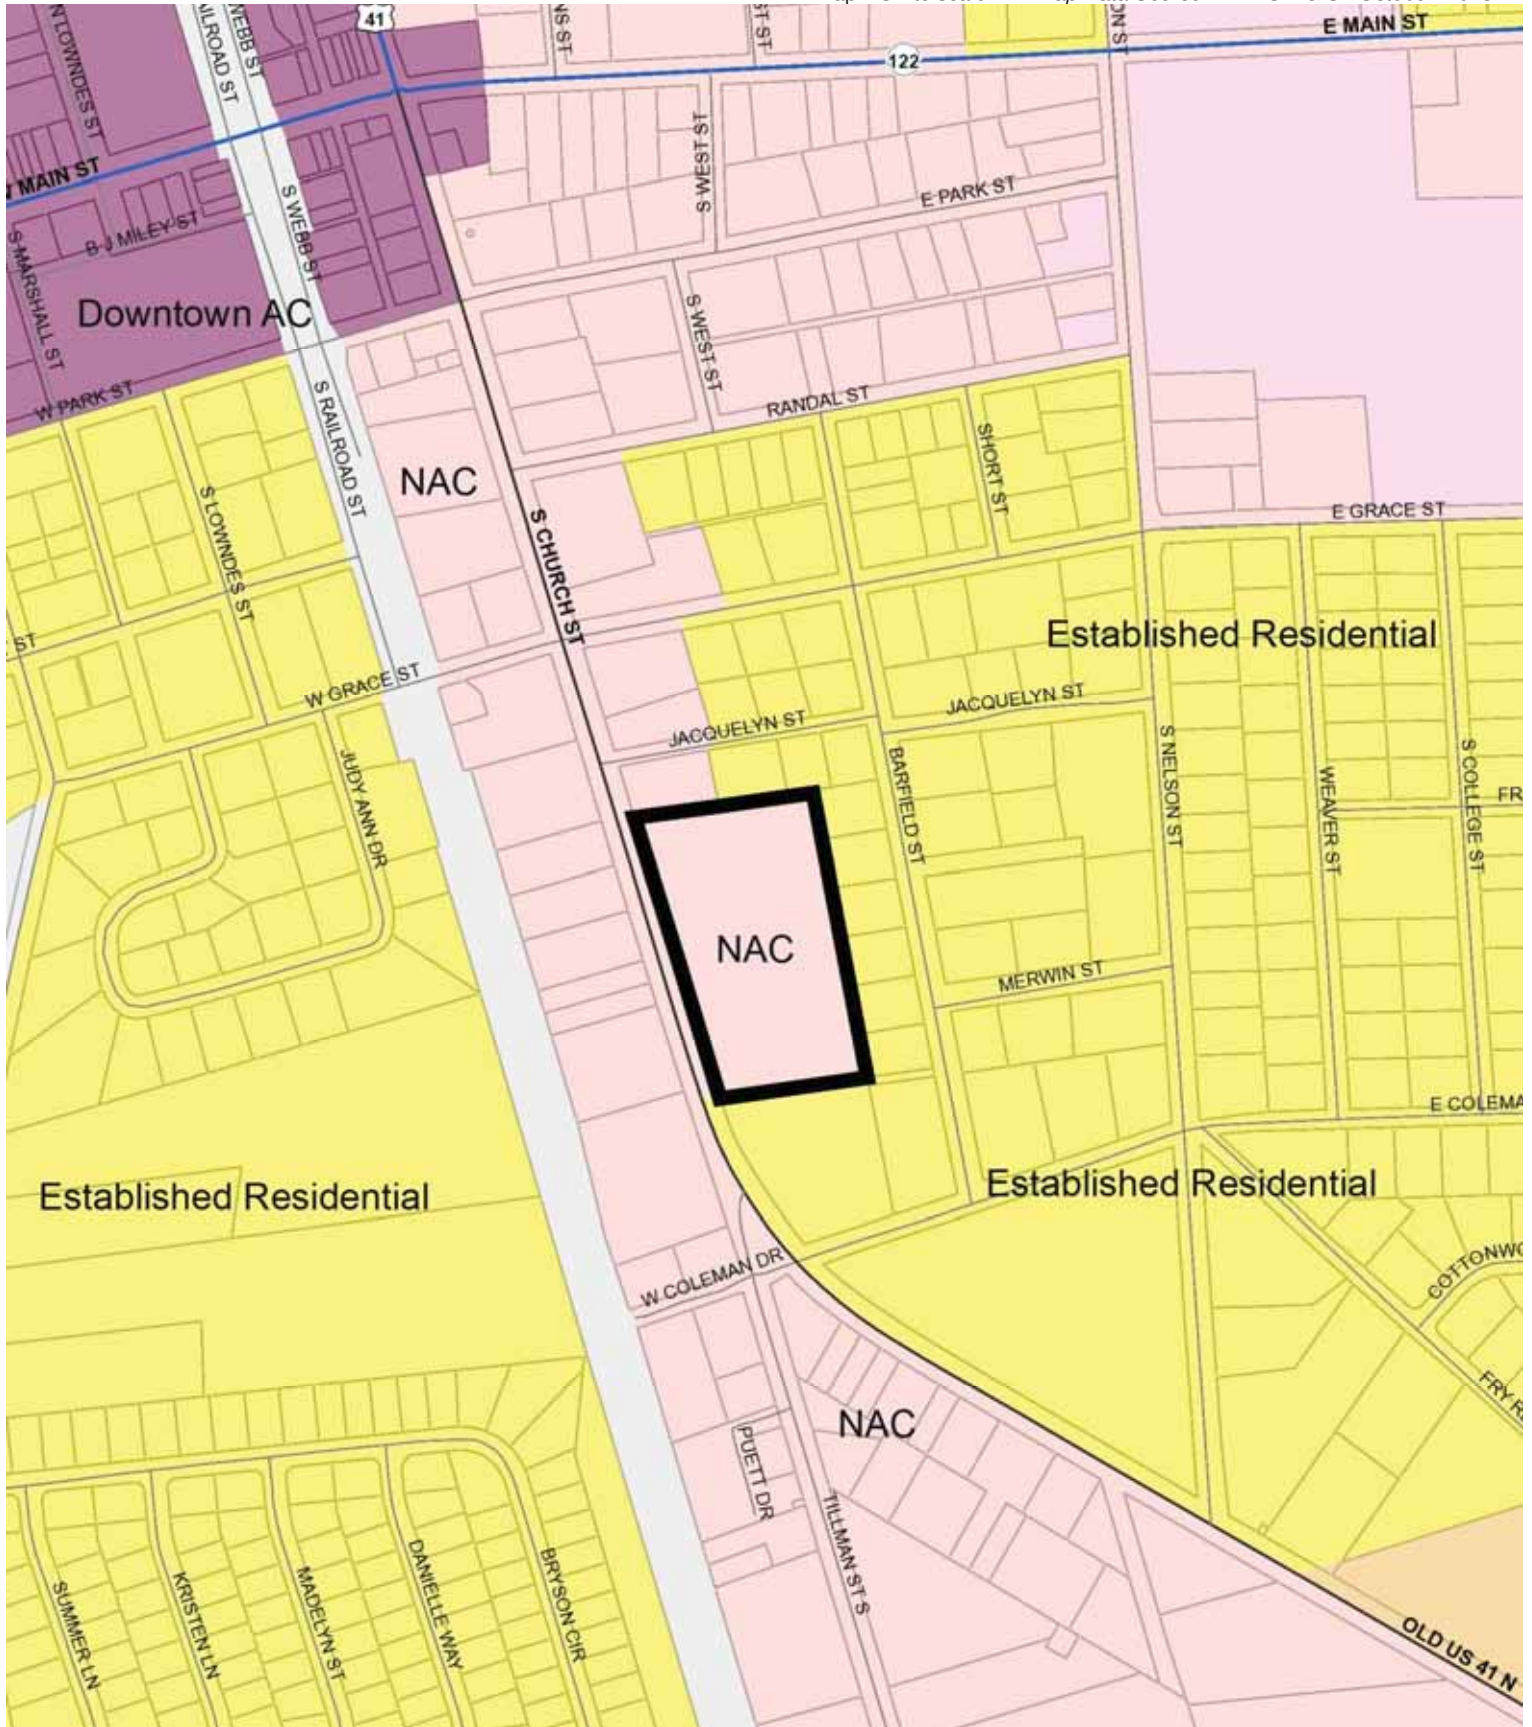 41
E MAIN ST
122
N LOWNDES ST
S WEBB ST
MAIN ST
S WEST ST
E PARK ST
B J MILEY ST
S MARSHALL ST
Downtown AC
S WEST ST
W PARK ST
S RAILROAD ST
RANDAL ST
SHORT ST
NAC
S LOWNDES ST
S CHURCH ST
E GRACE ST
ST
Established Residential
W GRACE ST
JACQUELYN ST
JACQUELYN ST
JUDY ANN DR
BARFIELD ST
S NELSON ST
WEAVER ST
S COLLEGE ST
FR
NAC
MERWIN ST
E COLEMA
Established Residential
Established Residential
W COLEMAN DR
COTTONWO
FRY R
NAC
PUETT DR
TILLMAN ST S
SUMMER LN
KRISTEN LN
MADELYN ST
DANIELLE WAY
BRYSON CIR
OLD US 41 N